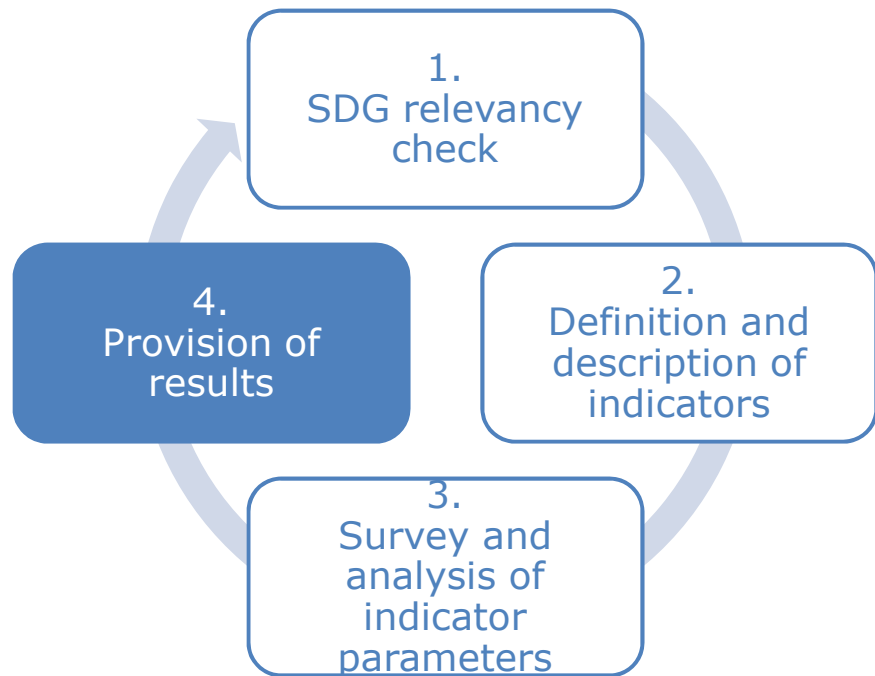 1.
SDG relevancy
check
2.
Definition and
description of
indicators
3.
Survey and
analysis of
indicator
parameters
4.
Provision of
results